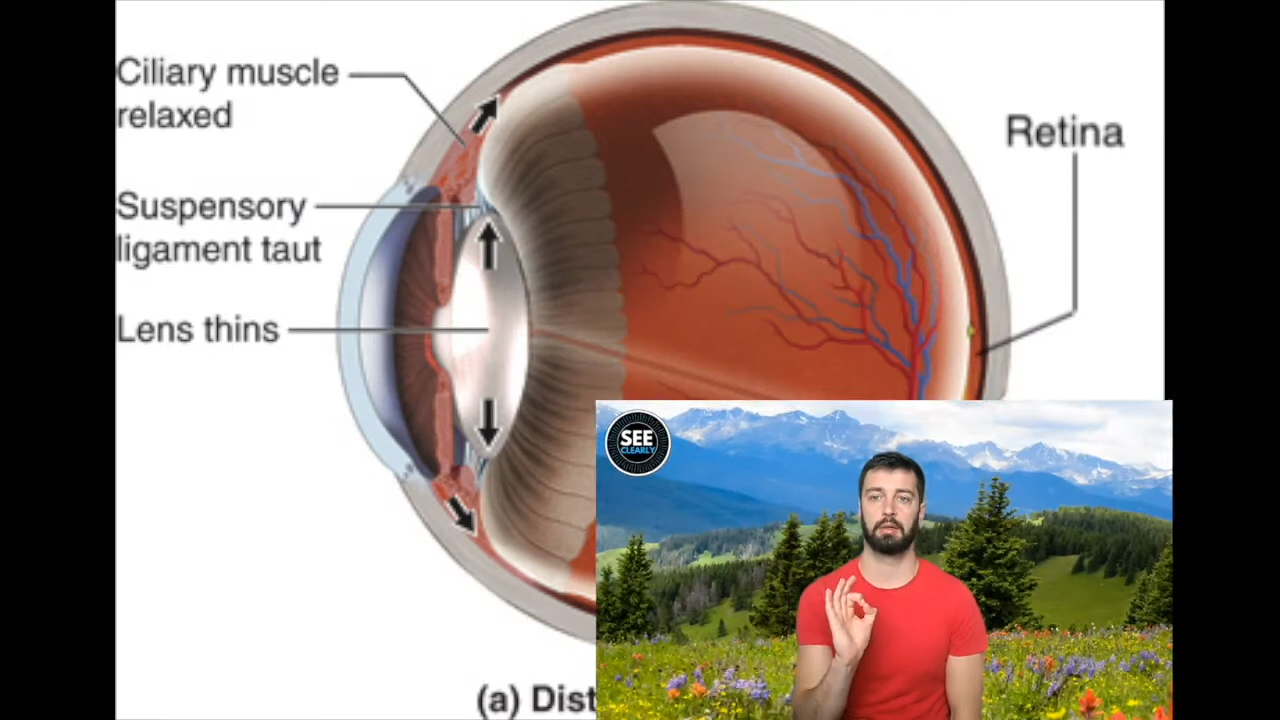 Ciliary muscle
relaxed
Suspensory
ligament taut
Lens thins
Retina
(a) Dist
SEE
CLEARLY